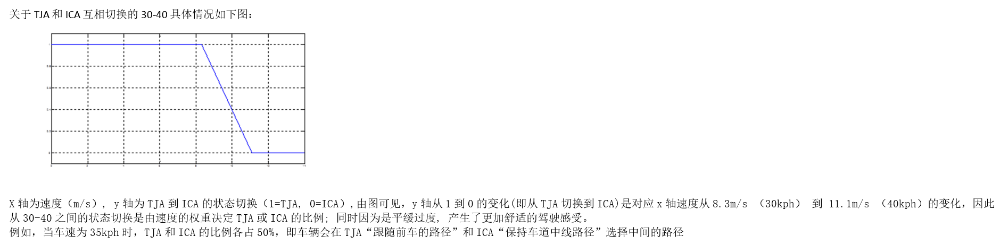 关于 TJA 和 ICA 互相切换的 30-40 具体情况如下图：
X 轴为速度（m/s）, y 轴为 TJA 到 ICA 的状态切换（1=TJA, 0=ICA）,由图可见，y 轴从 1 到 0 的变化(即从 TJA 切换到 ICA)是对应 x 轴速度从 8.3m/s （30kph） 到 11.1m/s （40kph）的变化，因此
从 30-40 之间的状态切换是由速度的权重决定 TJA 或 ICA 的比例; 同时因为是平缓过度, 产生了更加舒适的驾驶感受。
例如，当车速为 35kph 时，TJA 和 ICA 的比例各占 50%，即车辆会在 TJA“跟随前车的路径”和 ICA“保持车道中线路径”选择中间的路径